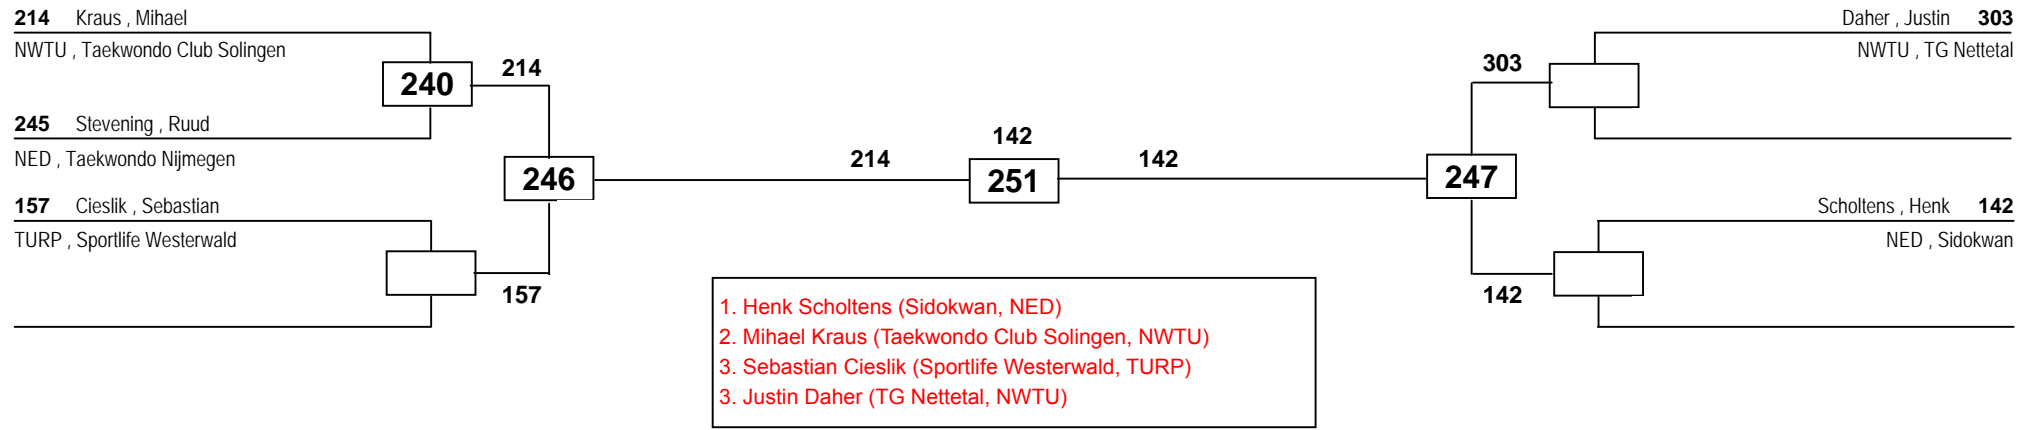 214 Kraus , Mihael
NWTU , Taekwondo Club Solingen
240
214
245 Stevening , Ruud
NED , Taekwondo Nijmegen
246
157 Cieslik , Sebastian
TURP , Sportlife Westerwald
157
214
142
251
142
Daher , Justin 303
NWTU , TG Nettetal
303
247
Scholtens , Henk 142
NED , Sidokwan
142
1. Henk Scholtens (Sidokwan, NED)
2. Mihael Kraus (Taekwondo Club Solingen, NWTU)
3. Sebastian Cieslik (Sportlife Westerwald, TURP)
3. Justin Daher (TG Nettetal, NWTU)